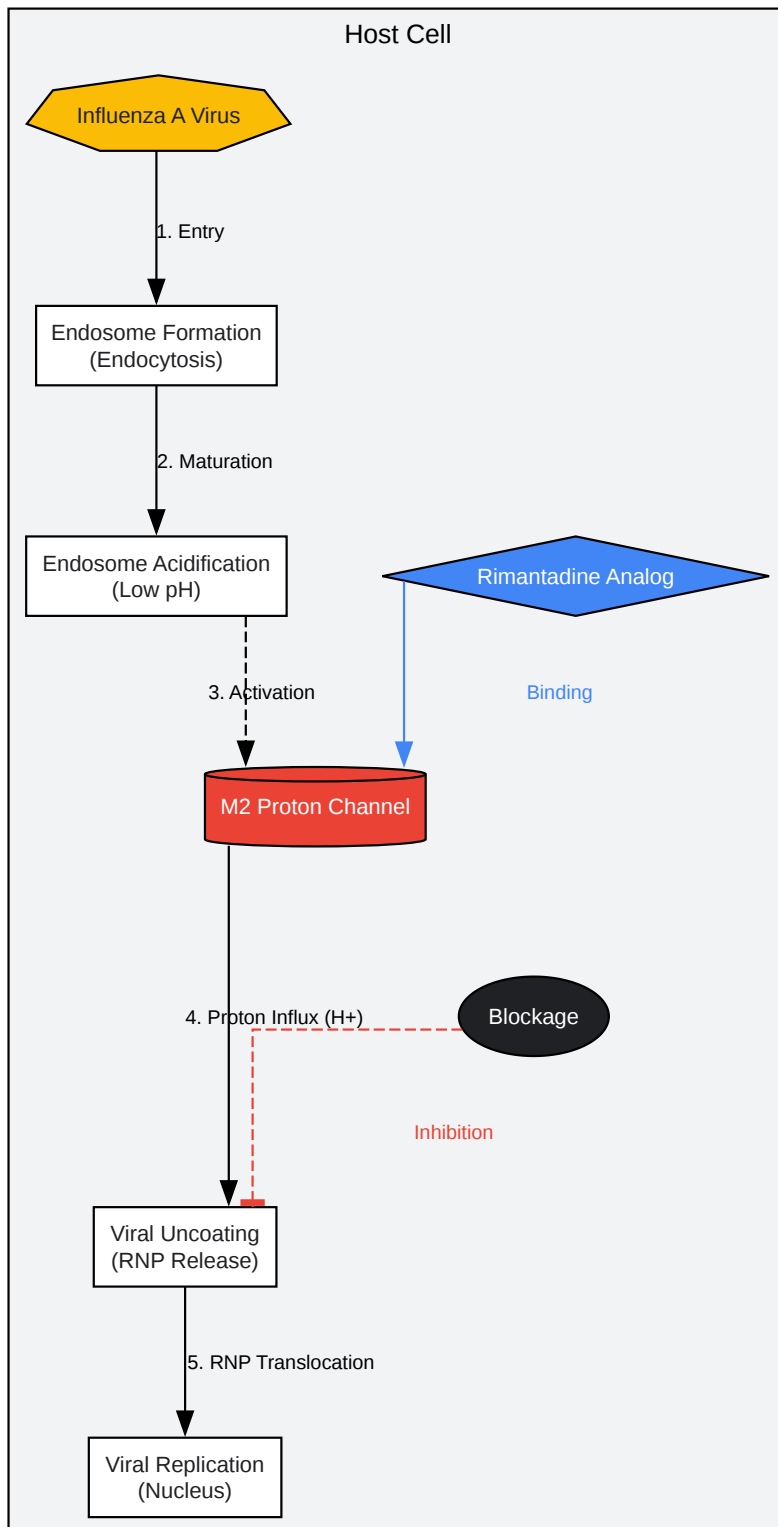 Host Cell
Influenza A Virus
1. Entry
Endosome Formation
(Endocytosis)
2. Maturation
Endosome Acidification
(Low pH)
Rimantadine Analog
3. Activation
Binding
M2 Proton Channel
4. Proton Influx (H+)
Blockage
Inhibition
Viral Uncoating
(RNP Release)
5. RNP Translocation
Viral Replication
(Nucleus)